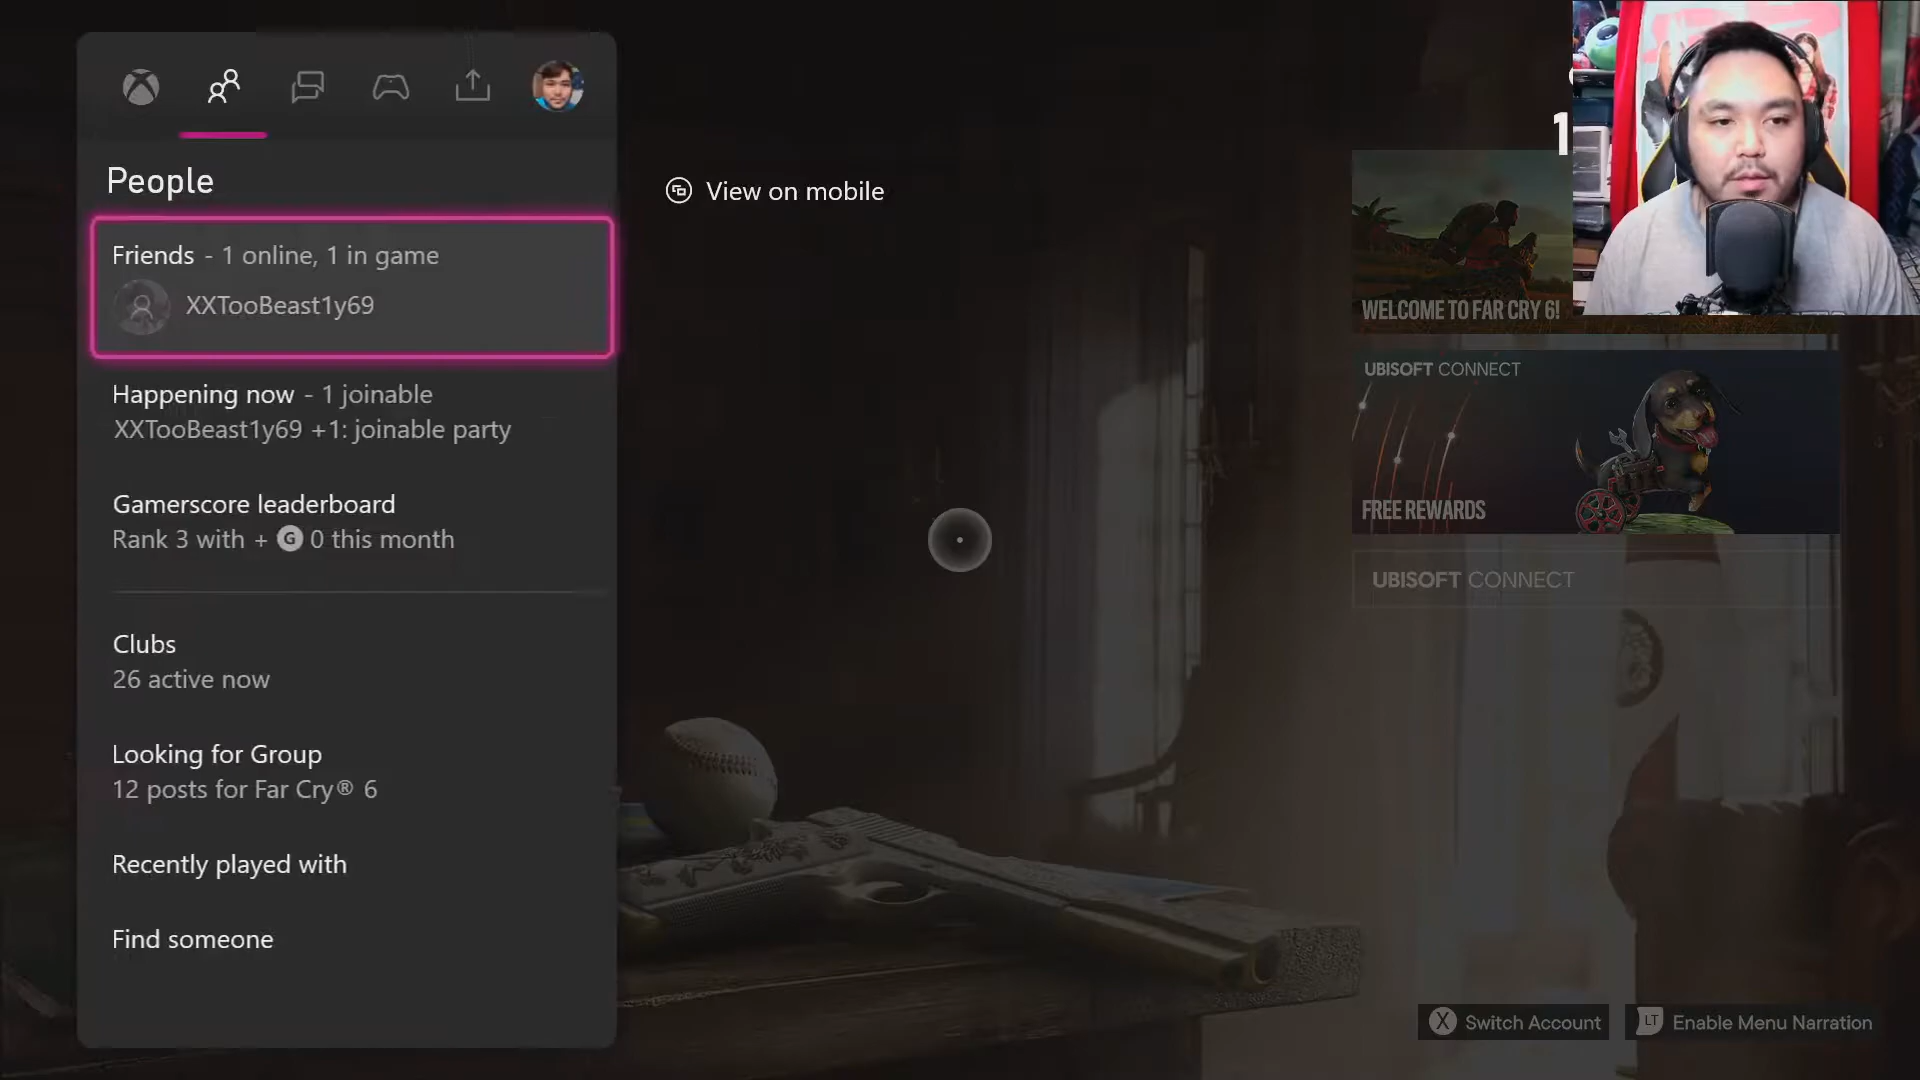 People
Friends - 1 online, 1 in game
XXTooBeast1y69
Happening now - 1 joinable
XXTooBeast1y69 +1: joinable party
Gamerscore leaderboard
Rank 3 with + G 0 this month
Clubs
26 active now
Looking for Group
12 posts for Far Cry® 6
Recently played with
Find someone
View on mobile
1
WELCOME TO FAR CRY 6!
UBISOFT CONNECT
FREE REWARDS
UBISOFT CONNECT
X Switch Account
LT Enable Menu Narration